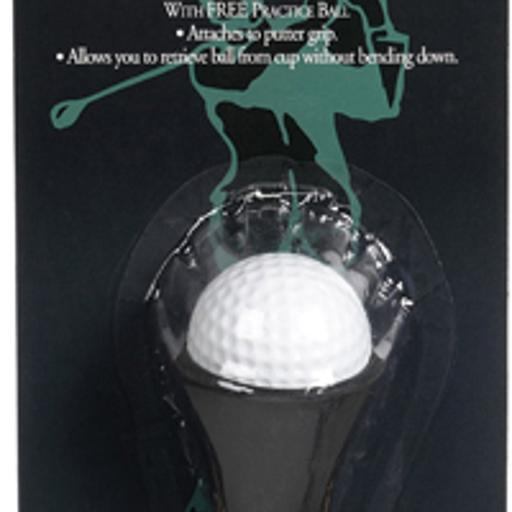 With FREE Practice Ball
• Attaches to putter grip.
• Allows you to retrieve ball from cup without bending down.